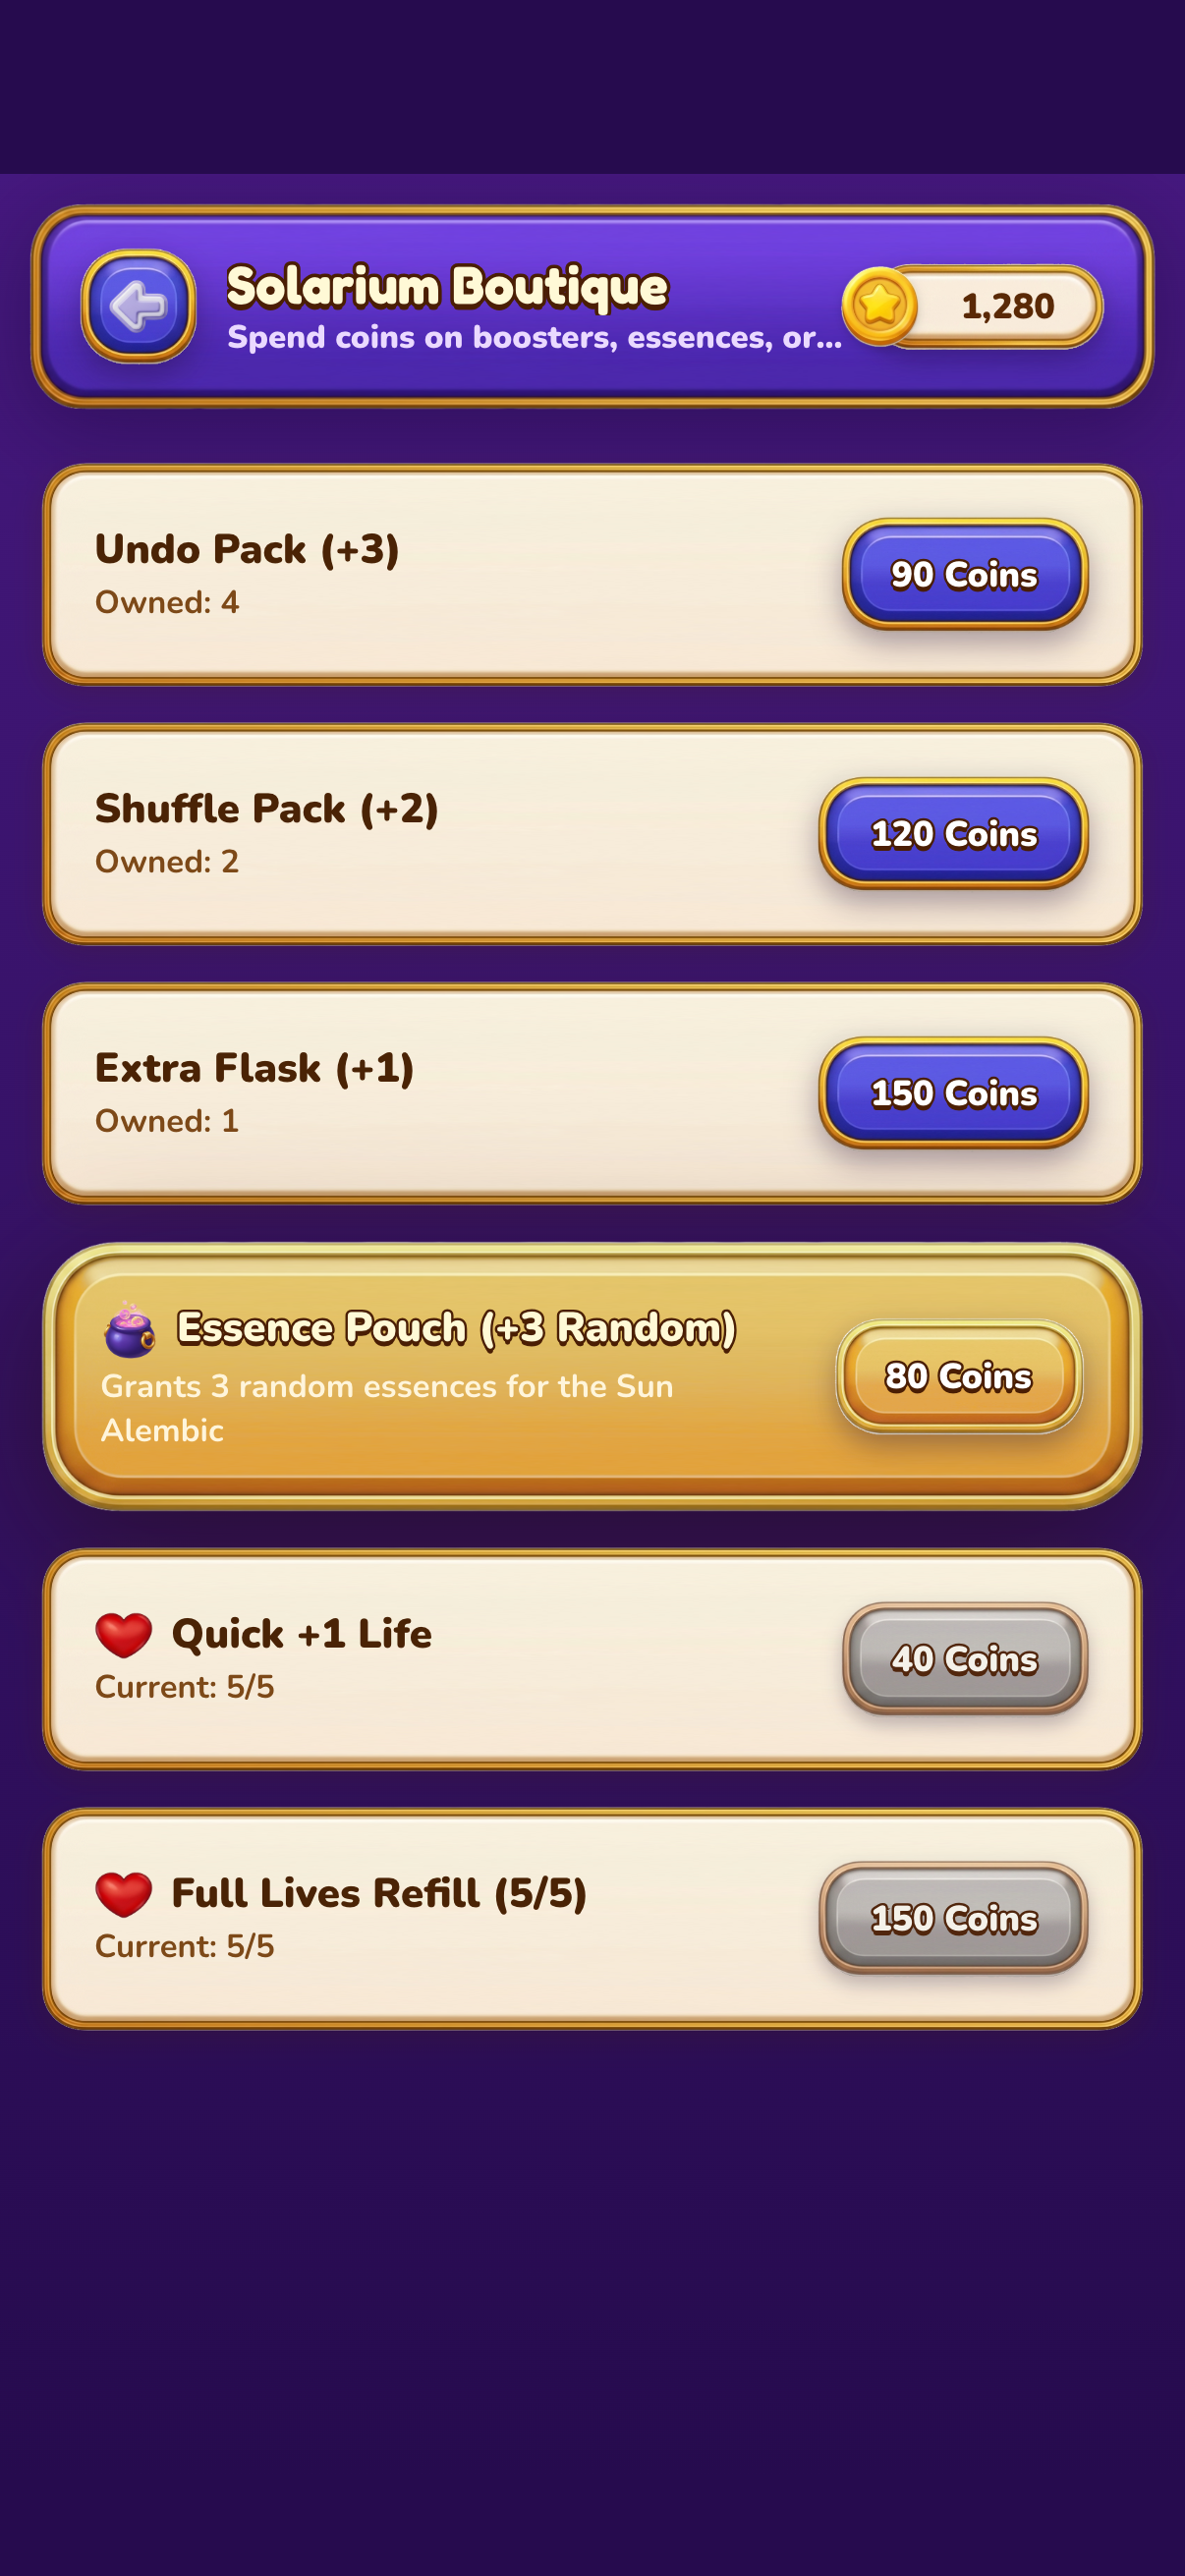 Solarium Boutique
Spend coins on boosters, essences, or...
1,280
Undo Pack (+3)
Owned: 4
90 Coins
Shuffle Pack (+2)
Owned: 2
120 Coins
Extra Flask (+1)
Owned: 1
150 Coins
Essence Pouch (+3 Random)
Grants 3 random essences for the Sun
Alembic
80 Coins
Quick +1 Life
Current: 5/5
40 Coins
Full Lives Refill (5/5)
Current: 5/5
150 Coins